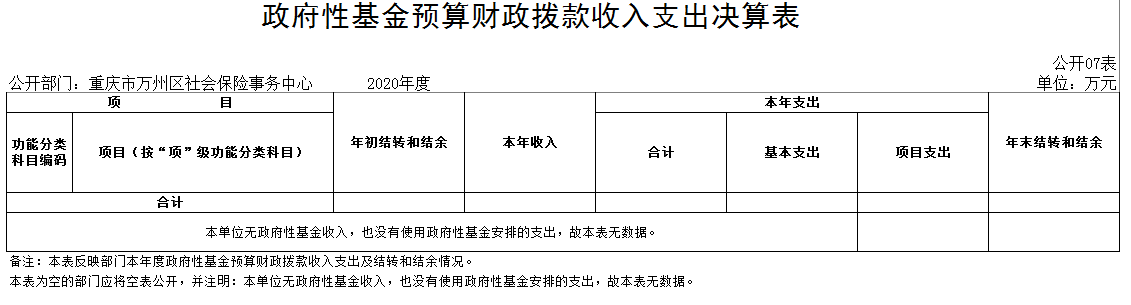 政府性基金预算财政拨款收入支出决算表
公开07表
公开部门：重庆市万州区社会保险事务中心 2020年度 单位：万元
项 目 年初结转和结余 本年收入 本年支出 年末结转和结余
功能分类科目编码 项目（按“项”级功能分类科目） 合计 基本支出 项目支出
合计
本单位无政府性基金收入，也没有使用政府性基金安排的支出，故本表无数据。
备注：本表反映部门本年度政府性基金预算财政拨款收入支出及结转和结余情况。
本表为空的部门应将空表公开，并注明：本单位无政府性基金收入，也没有使用政府性基金安排的支出，故本表无数据。